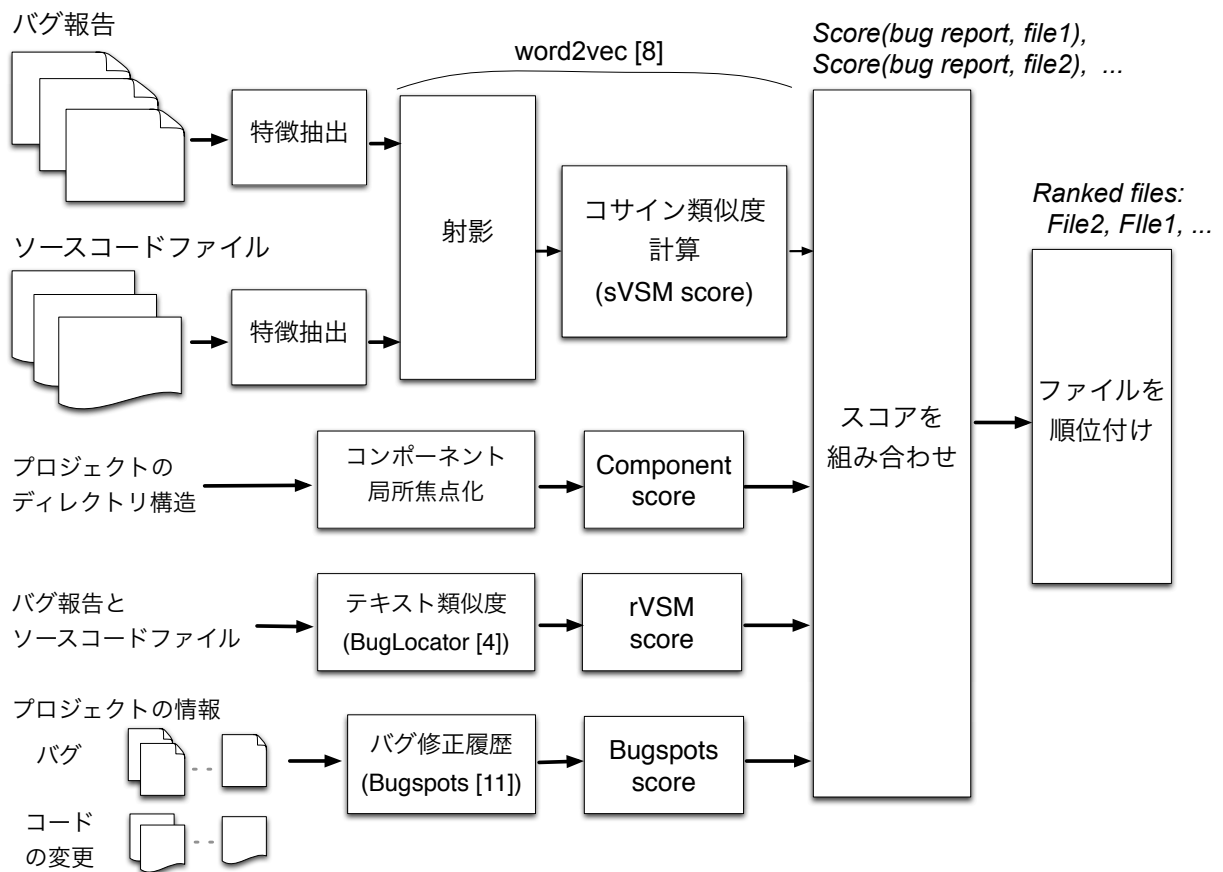 バグ報告
word2vec [8]
Score(bug report, file1),
Score(bug report, file2),  ...
特徴抽出
射影
コサイン類似度
計算
(sVSM score)
Ranked files:
File2, FIle1, ...
ソースコードファイル
特徴抽出
スコアを
組み合わせ
ファイルを
順位付け
プロジェクトの
ディレクトリ構造
コンポーネント
局所焦点化
Component
score
バグ報告と
ソースコードファイル
テキスト類似度
(BugLocator [4])
rVSM
score
プロジェクトの情報
バグ
バグ修正履歴
(Bugspots [11])
Bugspots
score
コード
の変更